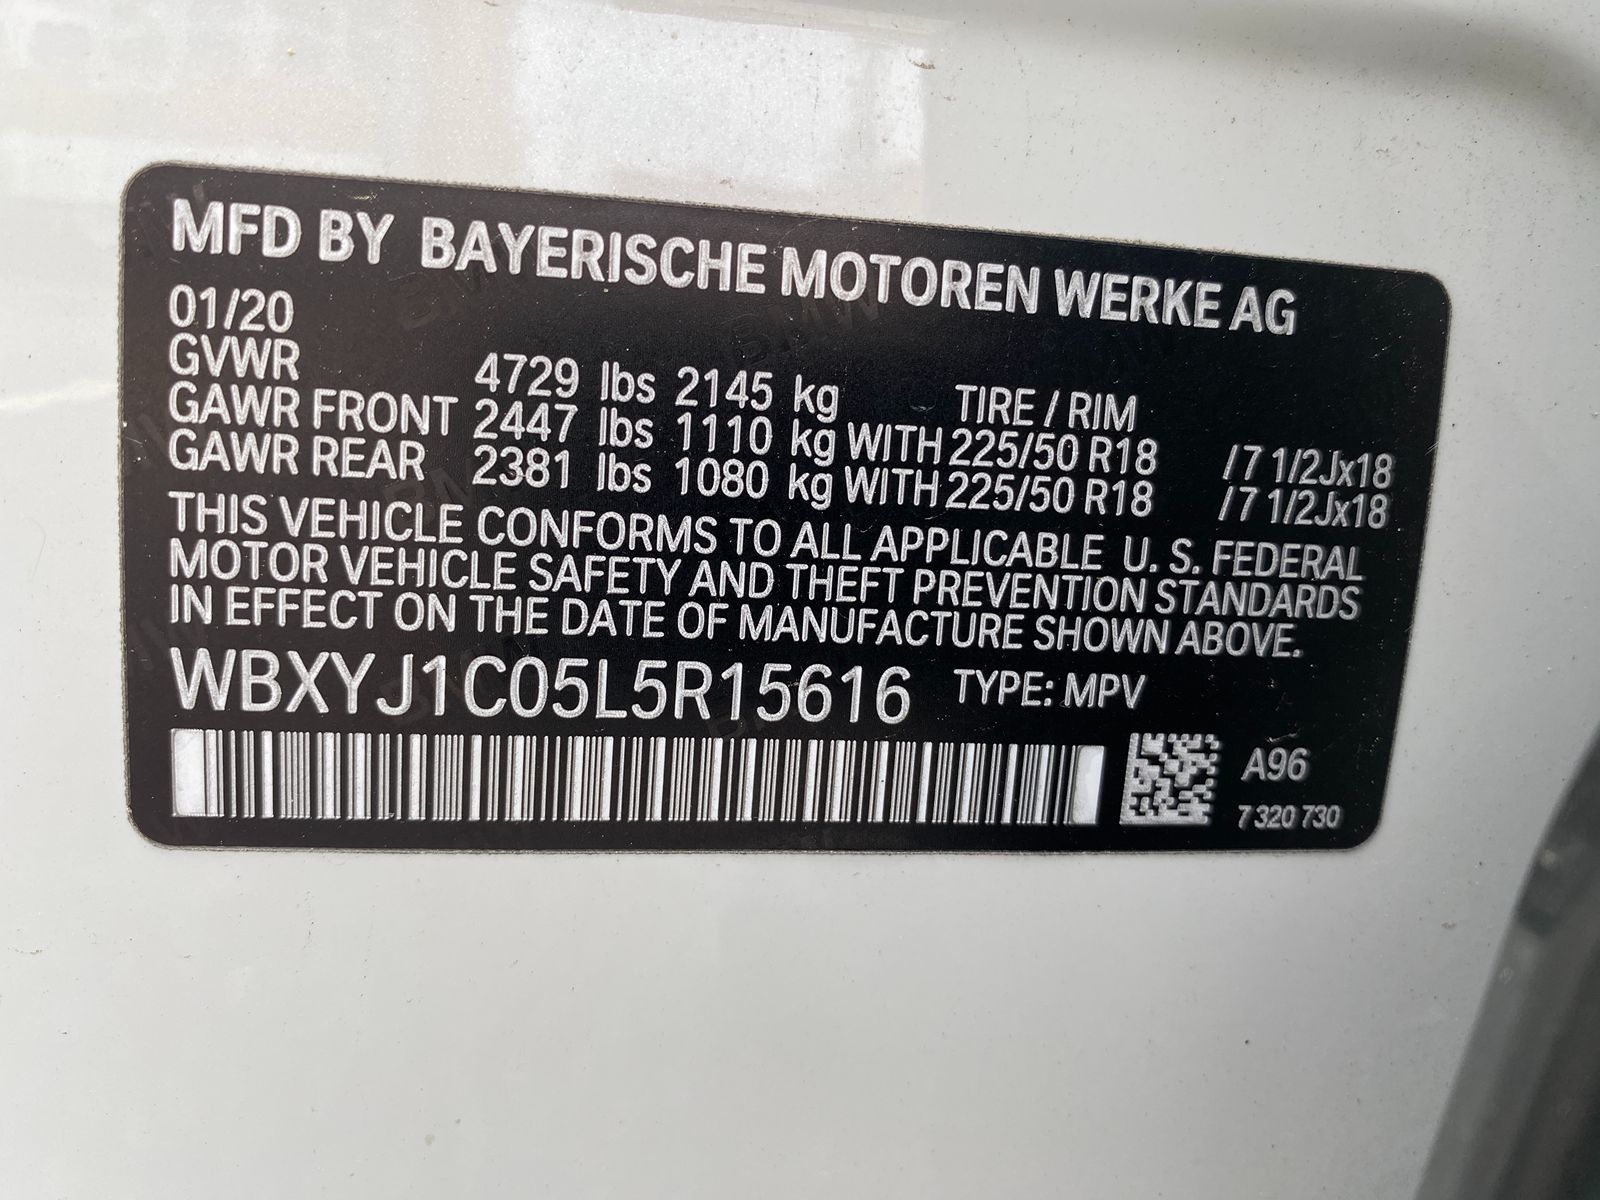 MFD BY BAYERISCHE MOTOREN WERKE AG
01/20
GVWR 4729 lbs 2145 kg TIRE / RIM
GAWR FRONT 2447 lbs 1110 kg WITH 225/50 R18 /7 1/2Jx18
GAWR REAR 2381 lbs 1080 kg WITH 225/50 R18 /7 1/2Jx18
THIS VEHICLE CONFORMS TO ALL APPLICABLE U. S. FEDERAL
MOTOR VEHICLE SAFETY AND THEFT PREVENTION STANDARDS
IN EFFECT ON THE DATE OF MANUFACTURE SHOWN ABOVE.
WBXYJ1C05L5R15616 TYPE: MPV
A96
7 320 730